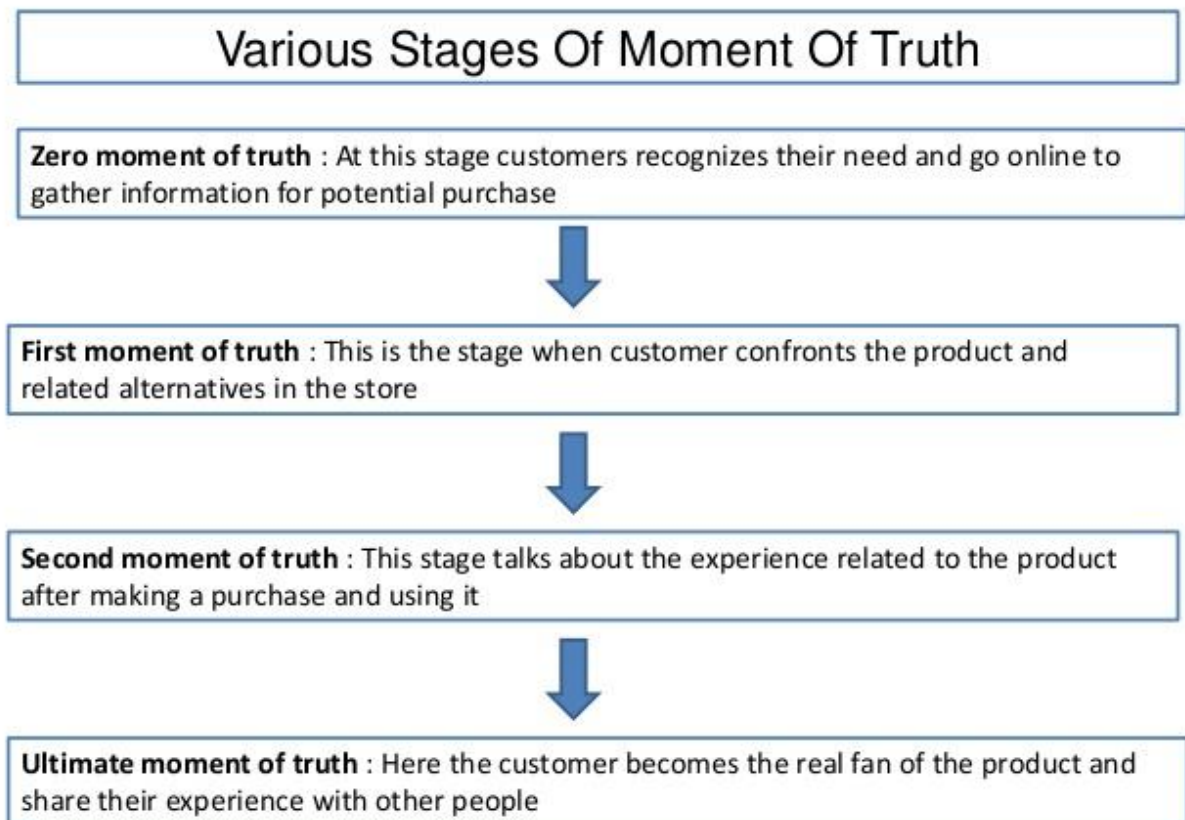 Various Stages Of Moment Of Truth
Zero moment of truth : At this stage customers recognizes their need and go online to
gather information for potential purchase
First moment of truth : This is the stage when customer confronts the product and
related alternatives in the store
Second moment of truth : This stage talks about the experience related to the product
after making a purchase and using it
Ultimate moment of truth : Here the customer becomes the real fan of the product and
share their experience with other people